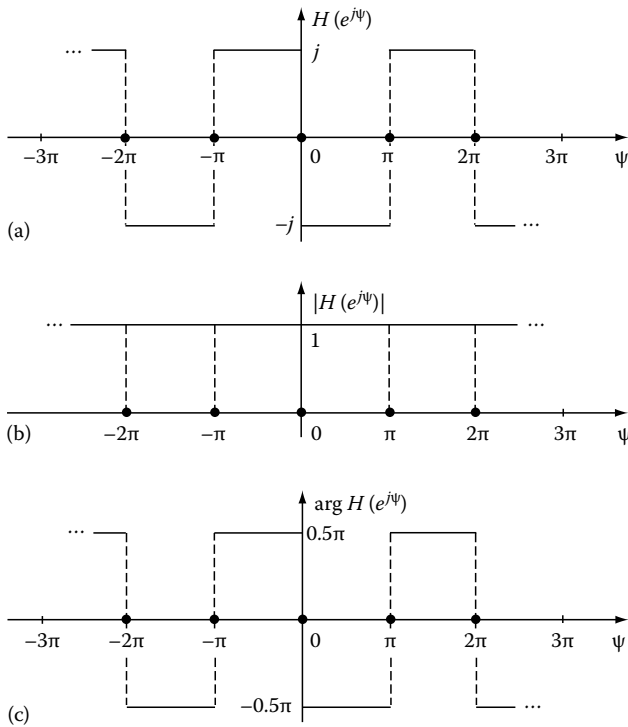 H(e^{jψ})
... j
−3π −2π −π 0 π 2π 3π ψ
−j ...
(a)
|H(e^{jψ})|
... ...
1
−2π −π 0 π 2π 3π ψ
(b)
arg H(e^{jψ})
... 0.5π
−3π −2π −π 0 π 2π 3π ψ
−0.5π ...
(c)